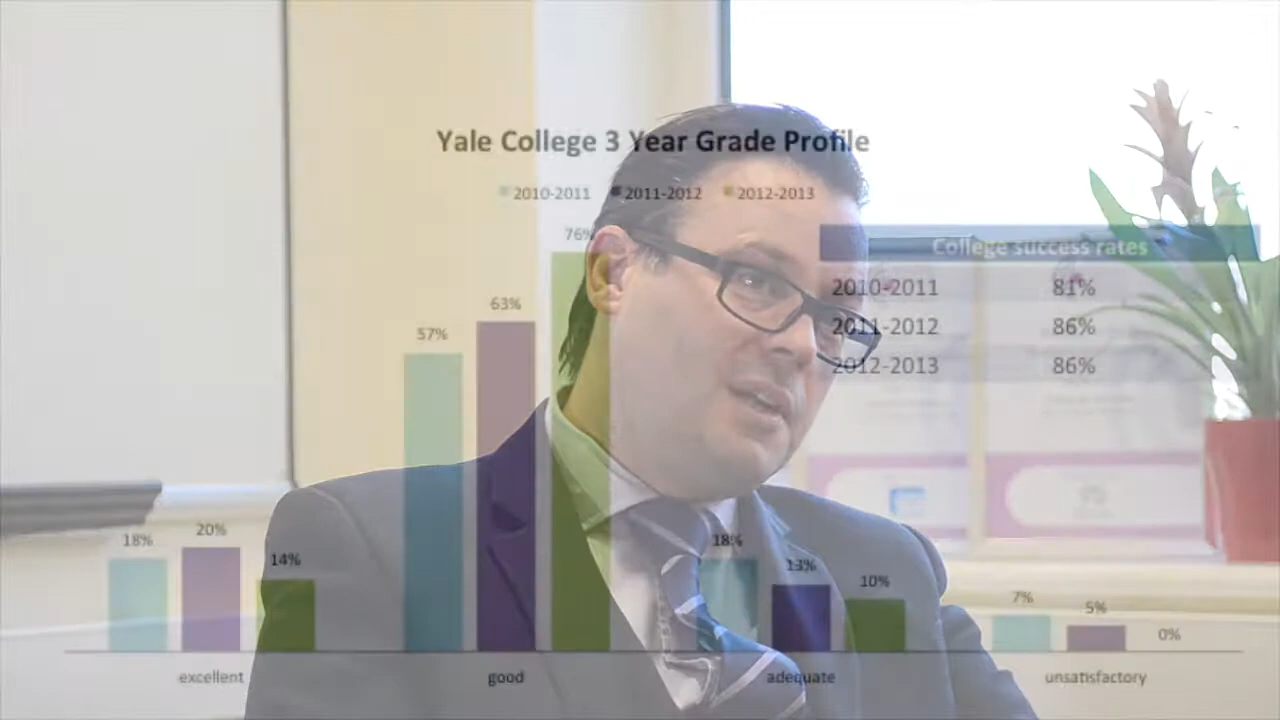 Yale College 3 Year Grade Profile
2010-2011 2011-2012 2012-2013
College success rates
2010-2011 81%
2011-2012 86%
2012-2013 86%
76%
63%
57%
18% 20% 14%
18% 13% 10%
7% 5% 0%
excellent good adequate unsatisfactory